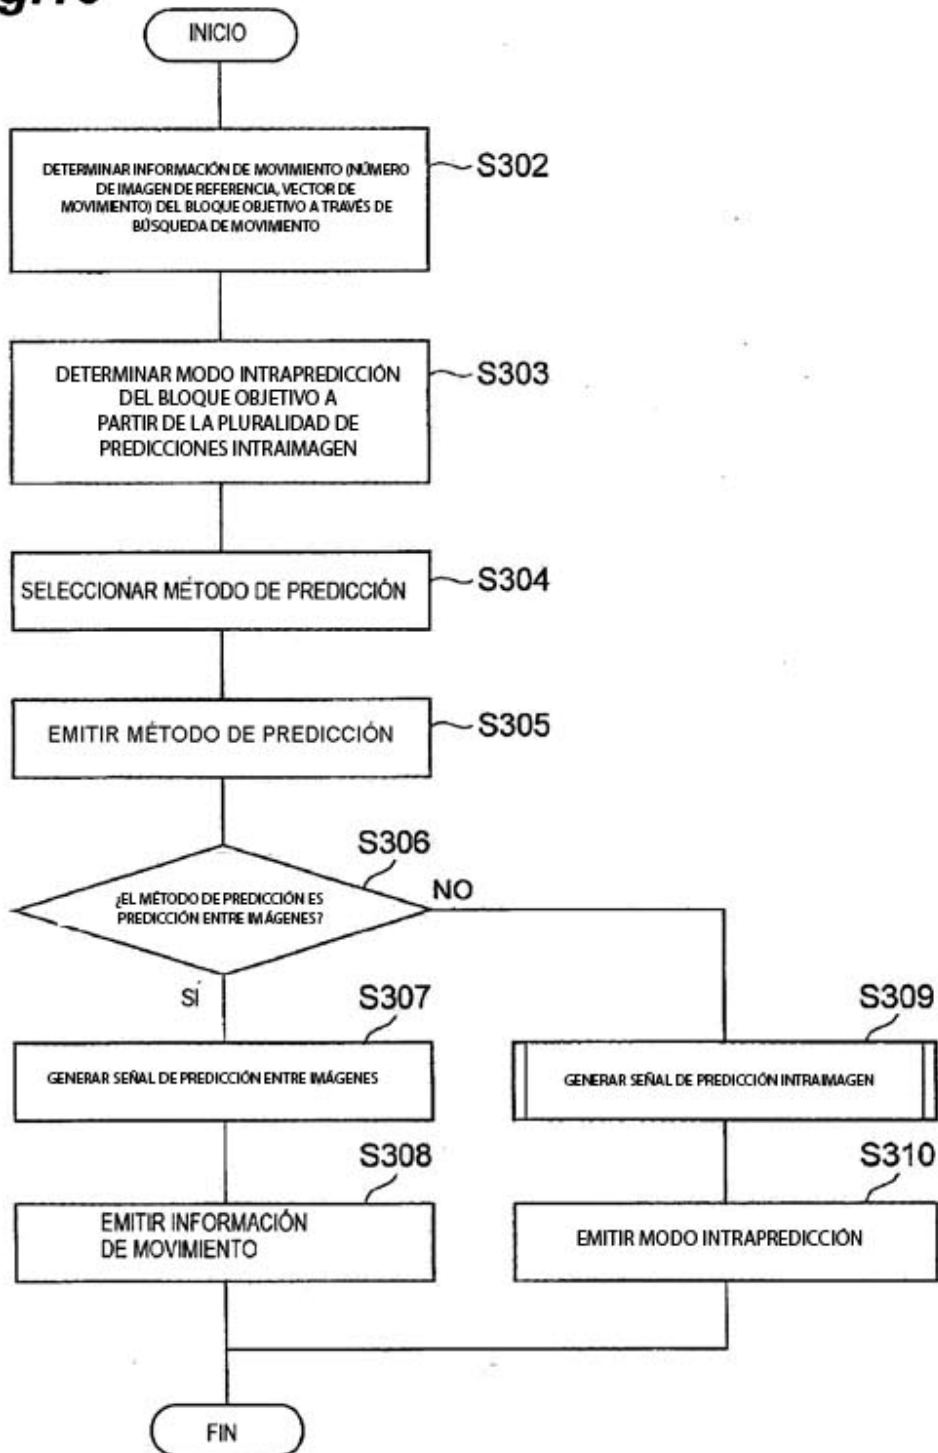 INICIO
DETERMINAR INFORMACIÓN DE MOVIMIENTO (NÚMERO
DE IMAGEN DE REFERENCIA, VECTOR DE
MOVIMIENTO) DEL BLOQUE OBJETIVO A TRAVÉS DE
BÚSQUEDA DE MOVIMIENTO
S302
DETERMINAR MODO INTRAPREDICCIÓN
DEL BLOQUE OBJETIVO A
PARTIR DE LA PLURALIDAD DE
PREDICCIONES INTRAIMAGEN
S303
SELECCIONAR MÉTODO DE PREDICCIÓN
S304
EMITIR MÉTODO DE PREDICCIÓN
S305
S306
¿EL MÉTODO DE PREDICCIÓN ES
PREDICCIÓN ENTRE IMÁGENES?
NO
SÍ
S307
GENERAR SEÑAL DE PREDICCIÓN ENTRE IMÁGENES
S309
GENERAR SEÑAL DE PREDICCIÓN INTRAIMAGEN
S308
EMITIR INFORMACIÓN
DE MOVIMIENTO
S310
EMITIR MODO INTRAPREDICCIÓN
FIN